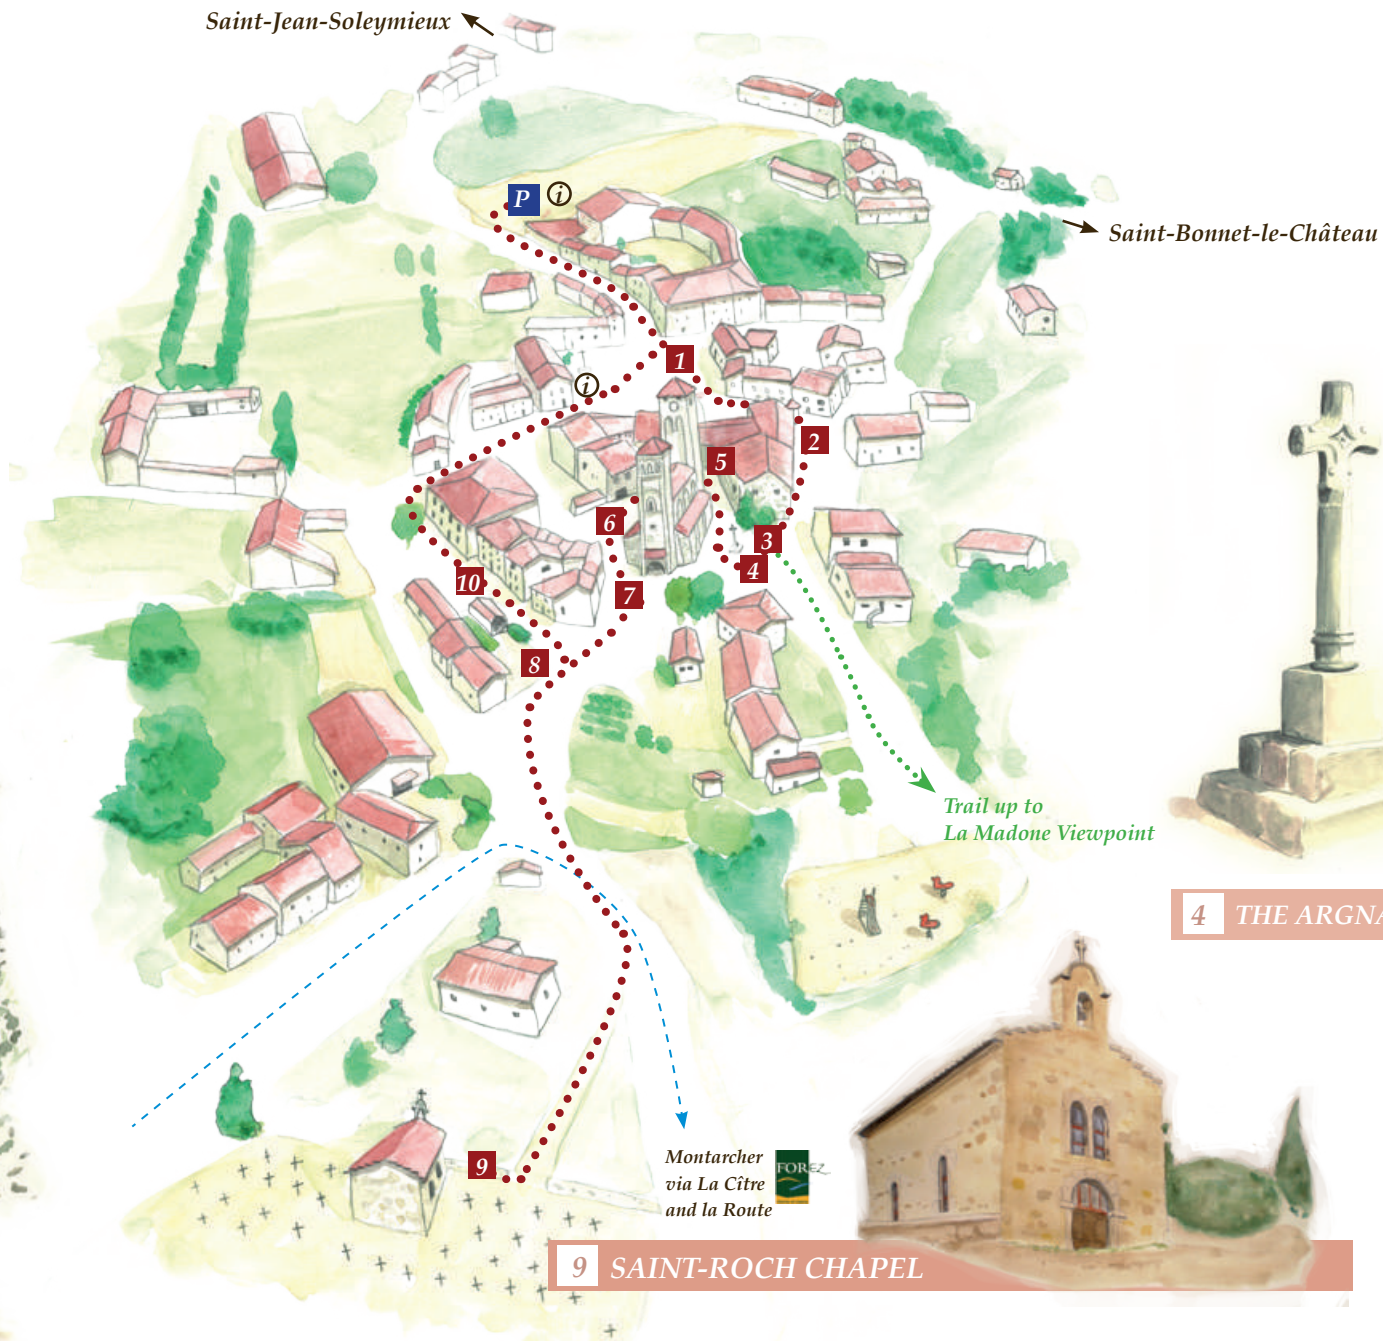 Saint-Jean-Soleymieux
P i
Saint-Bonnet-le-Château
1
i
2
5
6
3
4
10
7
8
Trail up to
La Madone Viewpoint
4 THE ARGNA
9
Montarcher
via La Cître
and la Route
FOREZ
9 SAINT-ROCH CHAPEL